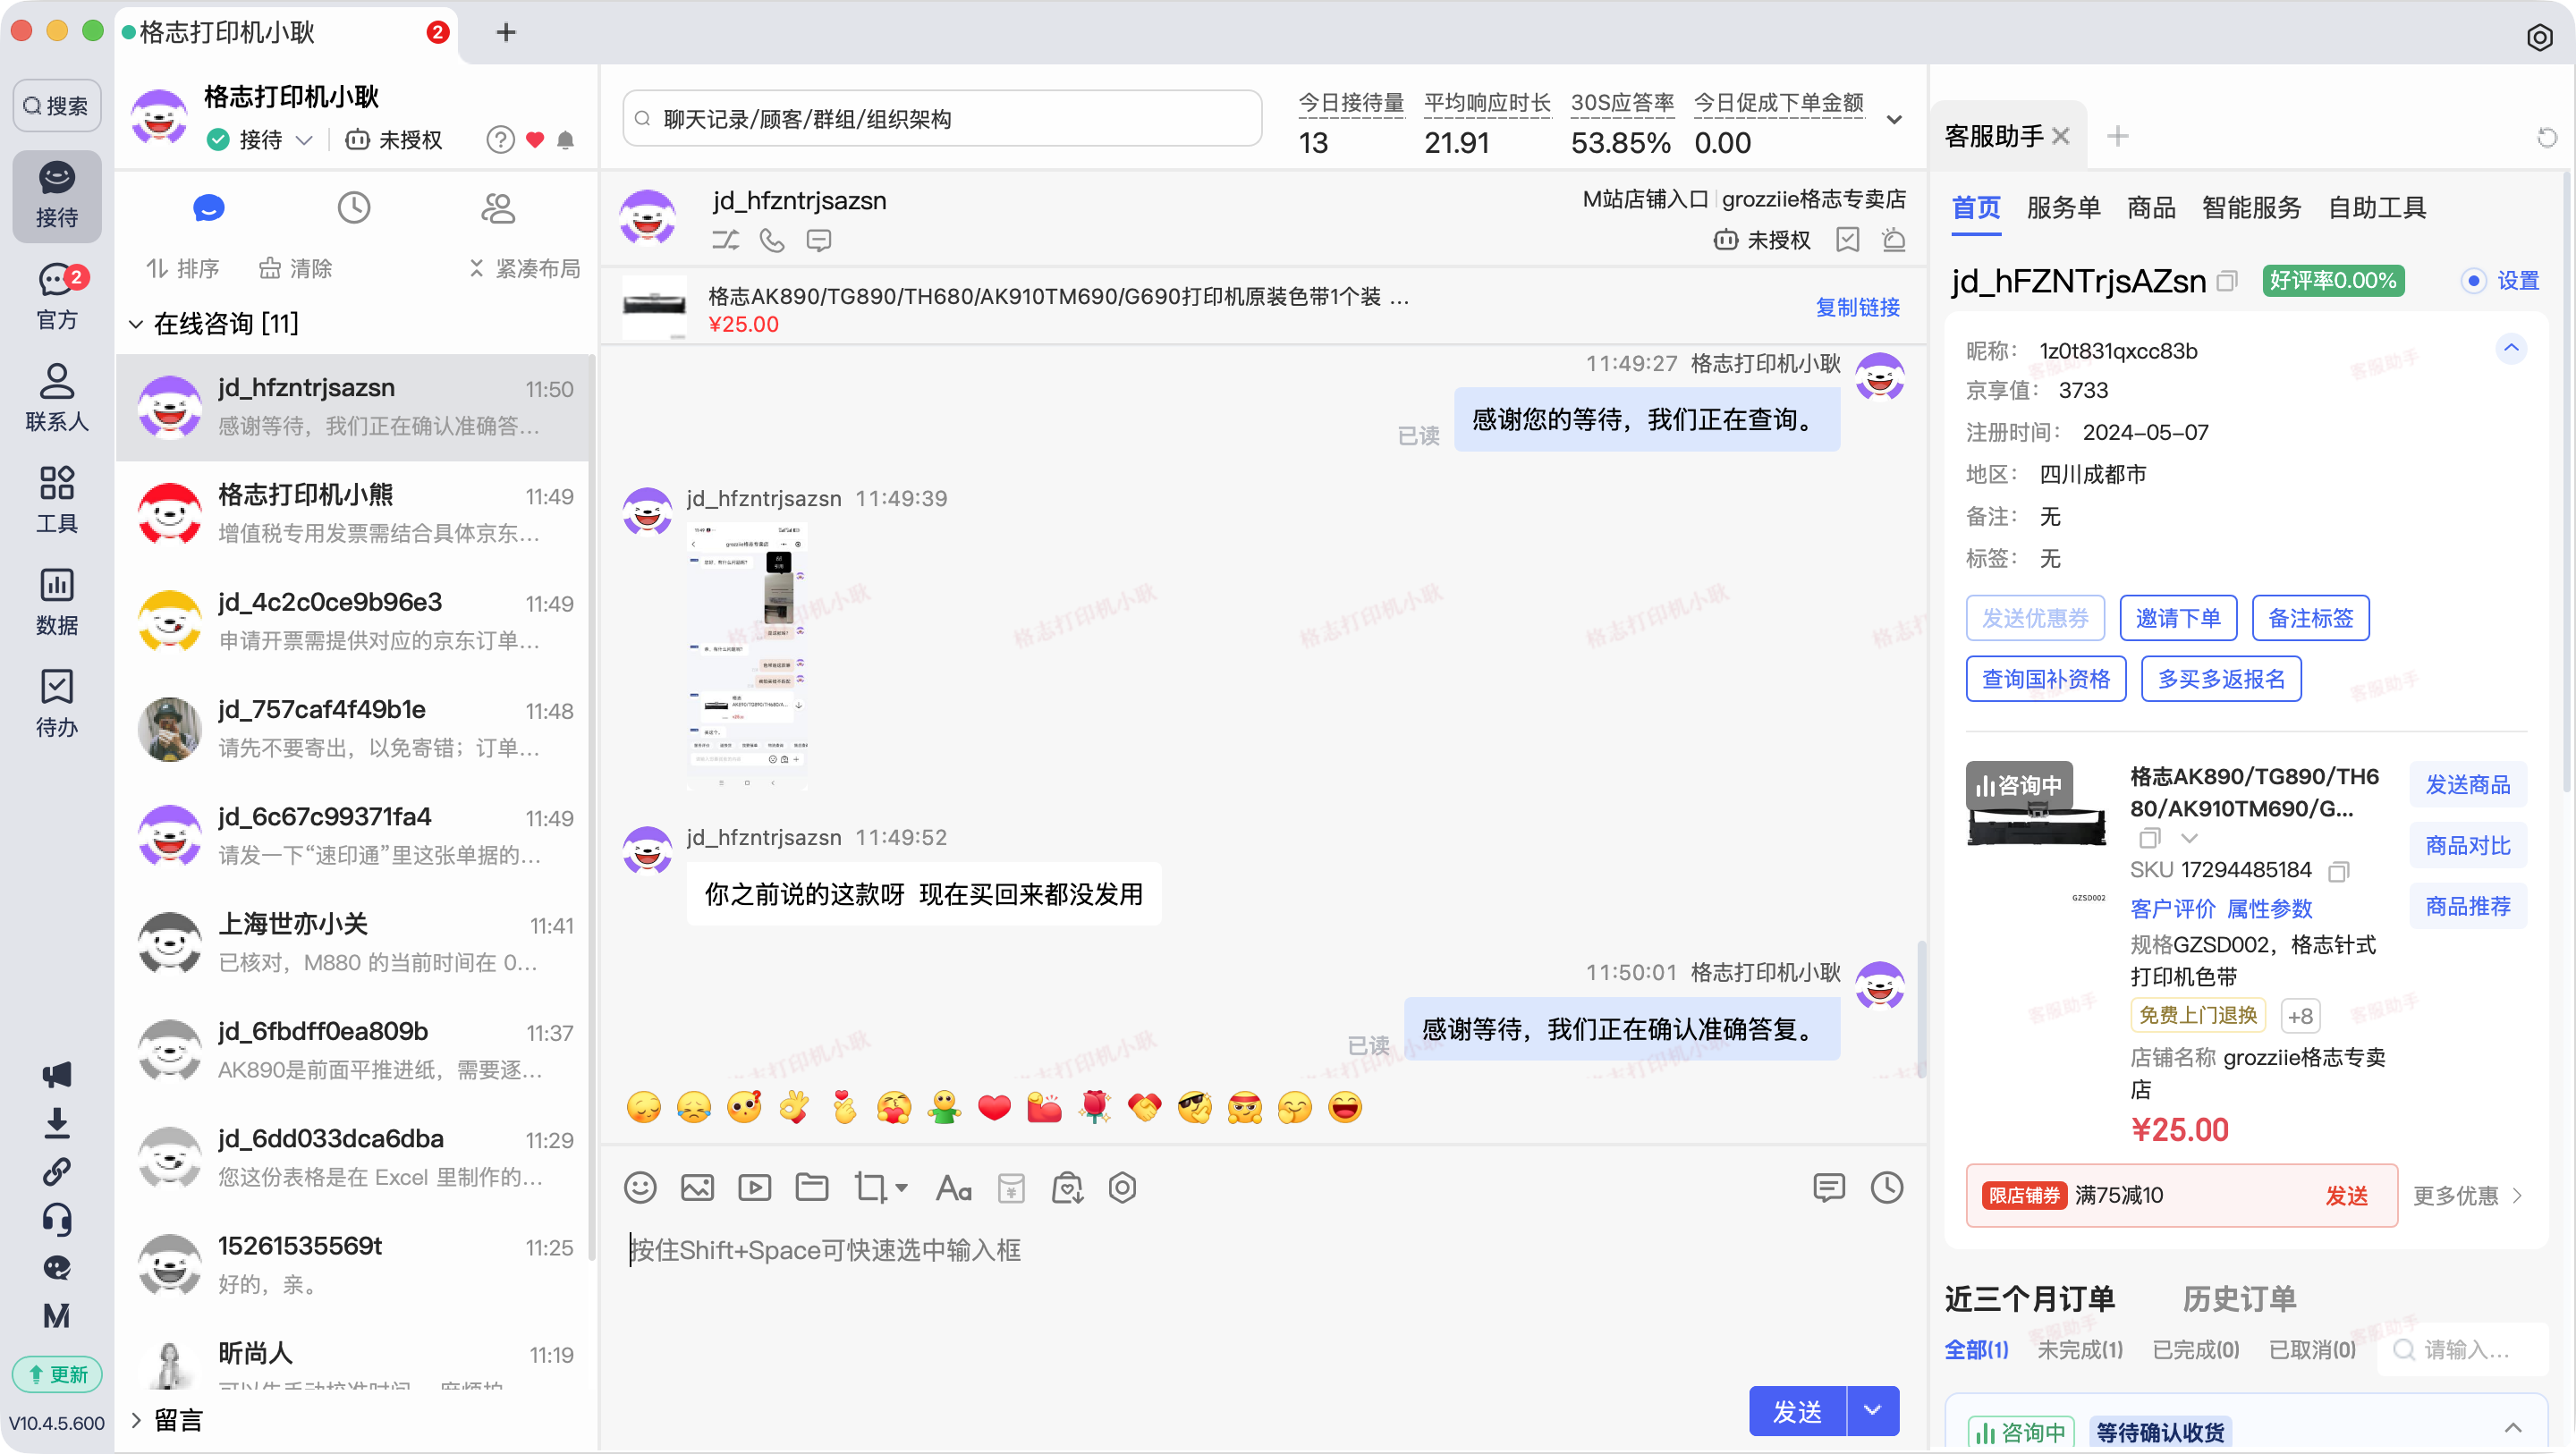 格志打印机小耿
2
+
搜索
接待
2
官方
联系人
工具
数据
待办
更新
V10.4.5.600
格志打印机小耿
接待
未授权
排序
清除
紧凑布局
在线咨询 [11]
jd_hfzntrjsazsn
11:50
感谢等待，我们正在确认准确答…
格志打印机小熊
11:49
增值税专用发票需结合具体京东…
jd_4c2c0ce9b96e3
11:49
申请开票需提供对应的京东订单…
jd_757caf4f49b1e
11:48
请先不要寄出，以免寄错；订单…
jd_6c67c99371fa4
11:49
请发一下“速印通”里这张单据的…
上海世亦小关
11:41
已核对，M880 的当前时间在 0…
jd_6fbdff0ea809b
11:37
AK890是前面平推进纸，需要逐…
jd_6dd033dca6dba
11:29
您这份表格是在 Excel 里制作的…
15261535569t
11:25
好的，亲。
昕尚人
11:19
留言
聊天记录/顾客/群组/组织架构
今日接待量
13
平均响应时长
21.91
30S应答率
53.85%
今日促成下单金额
0.00
jd_hfzntrjsazsn
M站店铺入口
grozziie格志专卖店
未授权
格志AK890/TG890/TH680/AK910TM690/G690打印机原装色带1个装 …
¥25.00
复制链接
11:49:27 格志打印机小耿
已读
感谢您的等待，我们正在查询。
jd_hfzntrjsazsn 11:49:39
jd_hfzntrjsazsn 11:49:52
你之前说的这款呀 现在买回来都没发用
11:50:01 格志打印机小耿
已读
感谢等待，我们正在确认准确答复。
按住Shift+Space可快速选中输入框
发送
客服助手
首页
服务单
商品
智能服务
自助工具
jd_hFZNTrjsAZsn
好评率0.00%
设置
昵称： 1z0t831qxcc83b
京享值： 3733
注册时间： 2024-05-07
地区： 四川成都市
备注： 无
标签： 无
发送优惠券
邀请下单
备注标签
查询国补资格
多买多返报名
咨询中
GZSD002
格志AK890/TG890/TH6
80/AK910TM690/G…
SKU 17294485184
客户评价 属性参数
规格GZSD002，格志针式
打印机色带
免费上门退换
+8
店铺名称 grozziie格志专卖
店
¥25.00
发送商品
商品对比
商品推荐
限店铺券
满75减10
发送
更多优惠
近三个月订单
历史订单
全部(1)
未完成(1)
已完成(0)
已取消(0)
请输入…
咨询中
等待确认收货